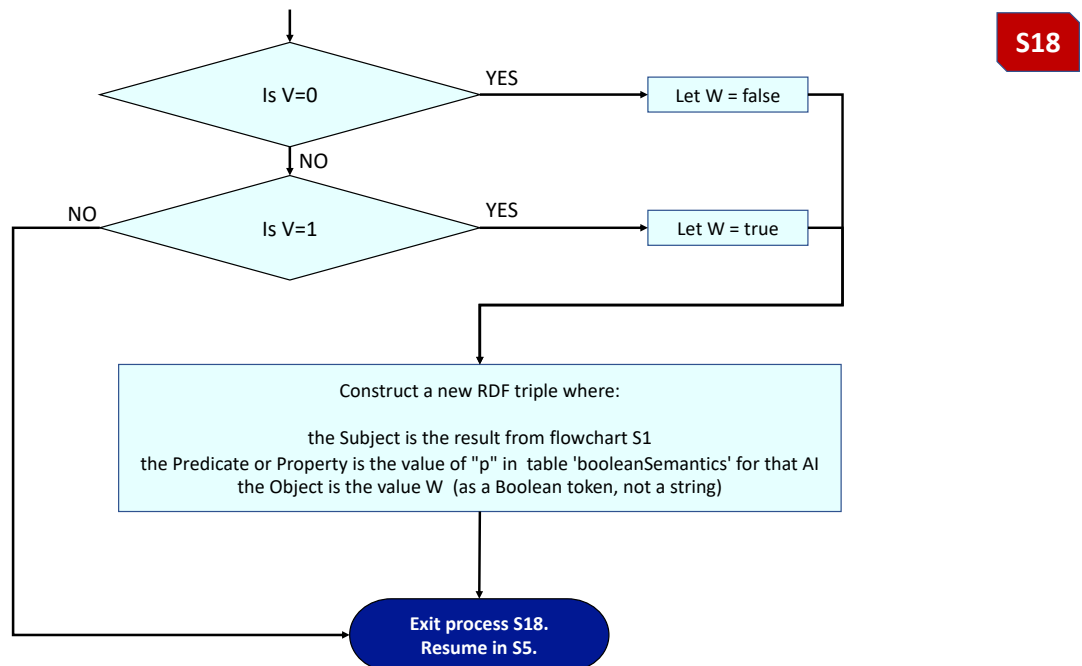 S18
Is V=0
YES
Let W = false
NO
Is V=1
YES
Let W = true
NO
Construct a new RDF triple where:
the Subject is the result from flowchart S1
the Predicate or Property is the value of "p" in  table 'booleanSemantics' for that AI
the Object is the value W  (as a Boolean token, not a string)
Exit process S18.
Resume in S5.